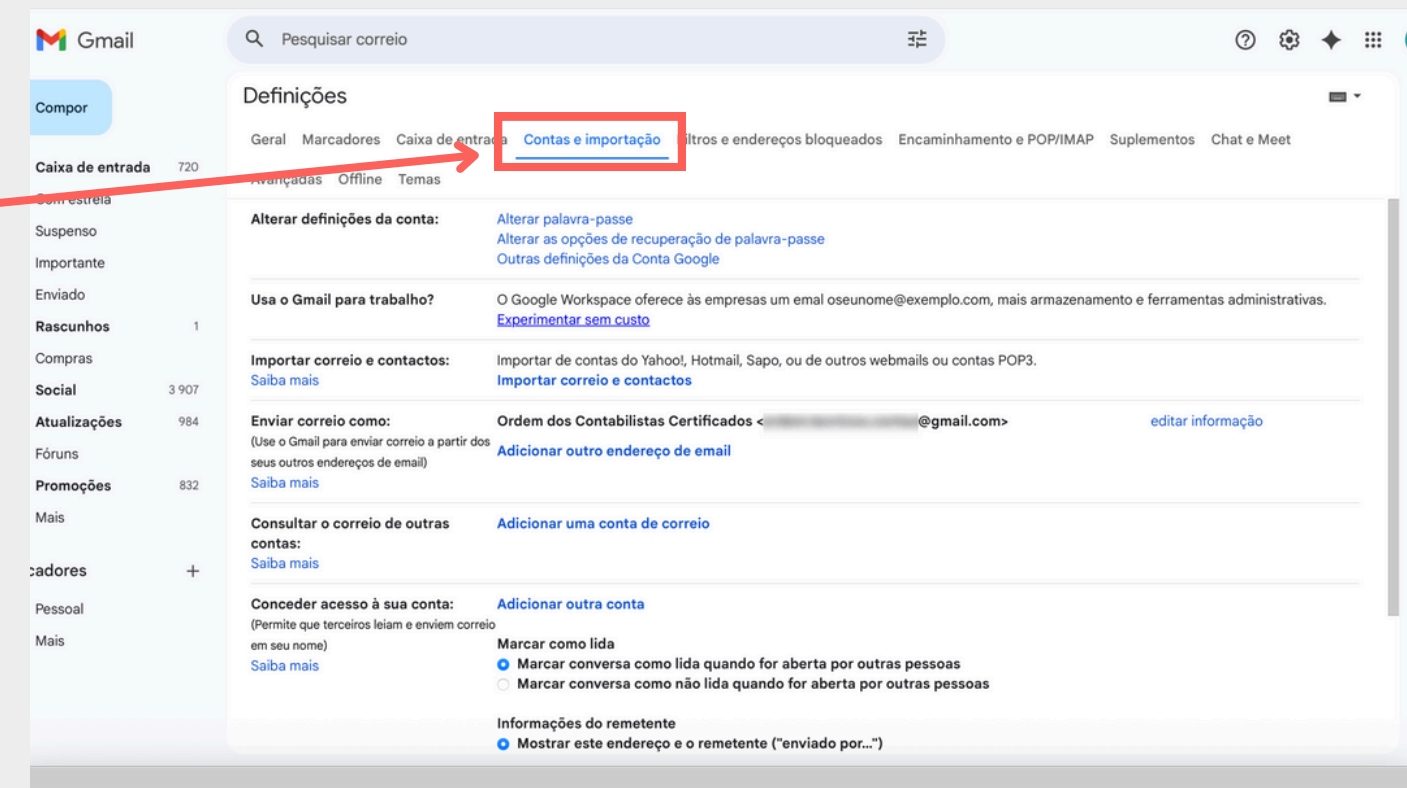 Gmail
Pesquisar correio
Compor
Caixa de entrada 720
Com estrela
Suspenso
Importante
Enviado
Rascunhos 1
Compras
Social 3 907
Atualizações 984
Fóruns
Promoções 832
Mais
cadores +
Pessoal
Mais
Definições
Geral Marcadores Caixa de entrada Contas e importação iltros e endereços bloqueados Encaminhamento e POP/IMAP Suplementos Chat e Meet
Avançadas Offline Temas
Alterar definições da conta: Alterar palavra-passe
Alterar as opções de recuperação de palavra-passe
Outras definições da Conta Google
Usa o Gmail para trabalho? O Google Workspace oferece às empresas um emal oseunome@exemplo.com, mais armazenamento e ferramentas administrativas.
Experimentar sem custo
Importar correio e contactos: Importar de contas do Yahoo!, Hotmail, Sapo, ou de outros webmails ou contas POP3.
Saiba mais Importar correio e contactos
Enviar correio como: Ordem dos Contabilistas Certificados < @gmail.com> editar informação
(Use o Gmail para enviar correio a partir dos
seus outros endereços de email) Adicionar outro endereço de email
Saiba mais
Consultar o correio de outras Adicionar uma conta de correio
contas:
Saiba mais
Conceder acesso à sua conta: Adicionar outra conta
(Permite que terceiros leiam e enviem correio
em seu nome) Marcar como lida
Saiba mais Marcar conversa como lida quando for aberta por outras pessoas
Marcar conversa como não lida quando for aberta por outras pessoas
Informações do remetente
Mostrar este endereço e o remetente ("enviado por...")